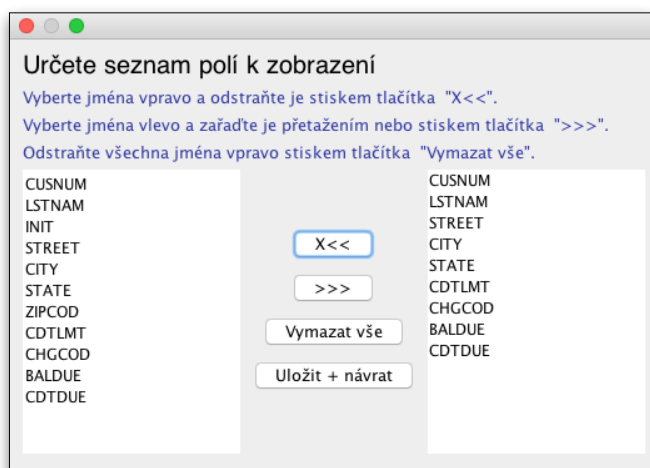 Určete seznam polí k zobrazení
Vyberte jména vpravo a odstraňte je stiskem tlačítka "X<<".
Vyberte jména vlevo a zařaďte je přetažením nebo stiskem tlačítka ">>>".
Odstraňte všechna jména vpravo stiskem tlačítka "Vymazat vše".
CUSNUM
LSTNAM
INIT
STREET
CITY
STATE
ZIPCOD
CDTLMT
CHGCOD
BALDUE
CDTDUE
X<<
>>>
Vymazat vše
Uložit + návrat
CUSNUM
LSTNAM
STREET
CITY
STATE
CDTLMT
CHGCOD
BALDUE
CDTDUE